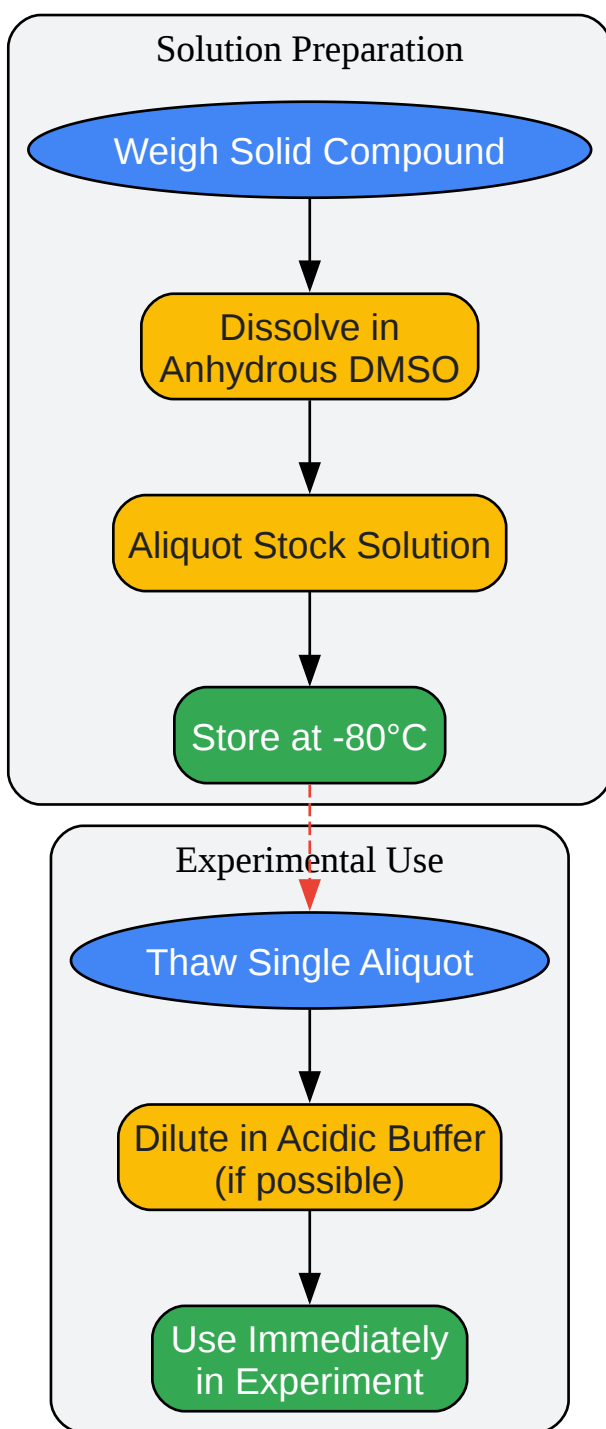 Solution Preparation
Weigh Solid Compound
Dissolve in
Anhydrous DMSO
Aliquot Stock Solution
Store at -80°C
Experimental Use
Thaw Single Aliquot
Dilute in Acidic Buffer
(if possible)
Use Immediately
in Experiment